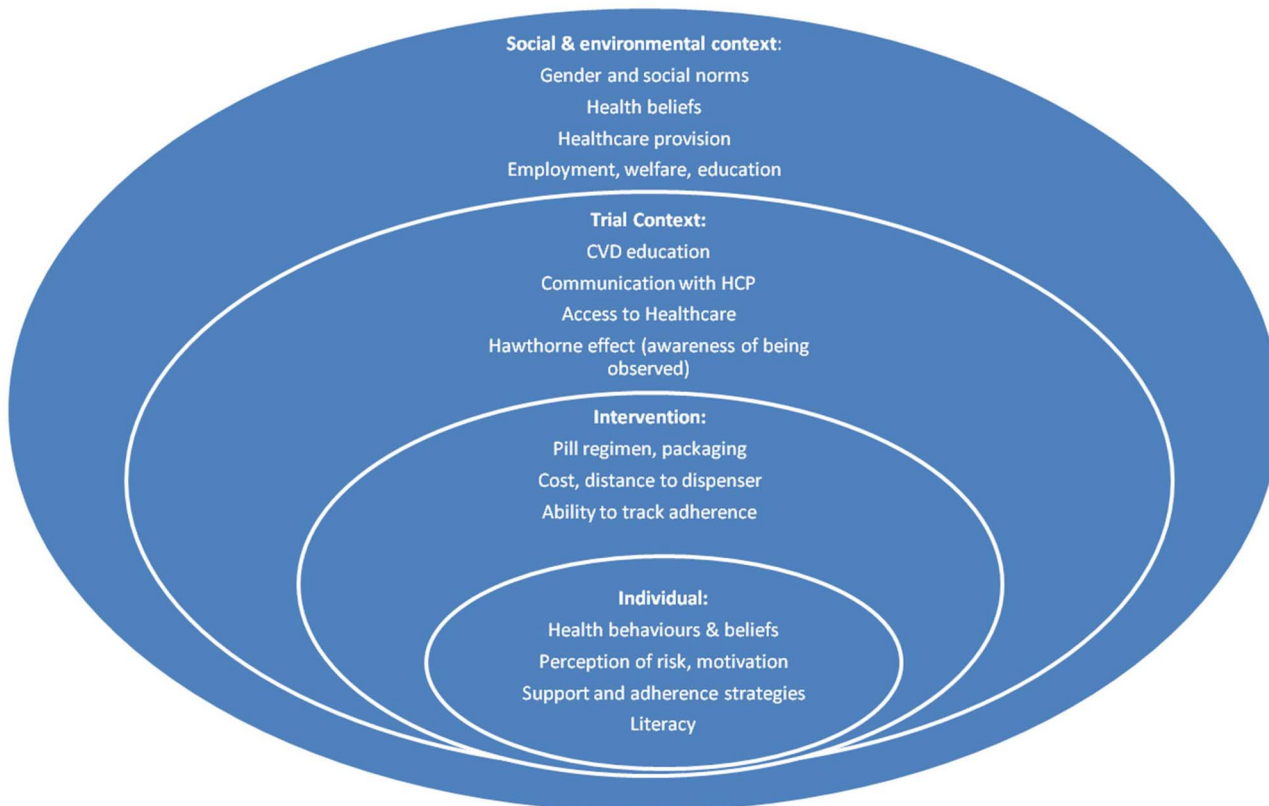 Social & environmental context:
Gender and social norms
Health beliefs
Healthcare provision
Employment, welfare, education
Trial Context:
CVD education
Communication with HCP
Access to Healthcare
Hawthorne effect (awareness of being
observed)
Intervention:
Pill regimen, packaging
Cost, distance to dispenser
Ability to track adherence
Individual:
Health behaviours & beliefs
Perception of risk, motivation
Support and adherence strategies
Literacy